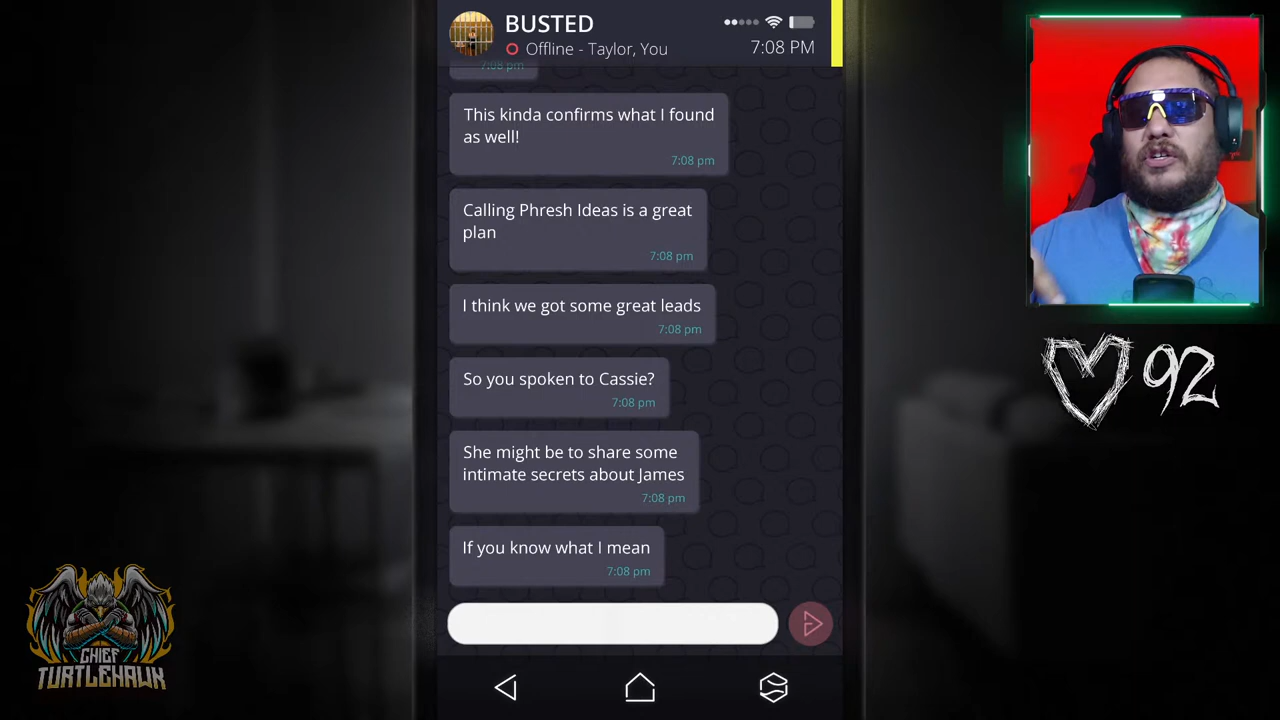 BUSTED
Offline - Taylor, You
7:08 PM
7:08 pm
This kinda confirms what I found
as well!
7:08 pm
Calling Phresh Ideas is a great
plan
7:08 pm
I think we got some great leads
7:08 pm
So you spoken to Cassie?
7:08 pm
She might be to share some
intimate secrets about James
7:08 pm
If you know what I mean
7:08 pm
92
CHIEF
TURTLEHAWK